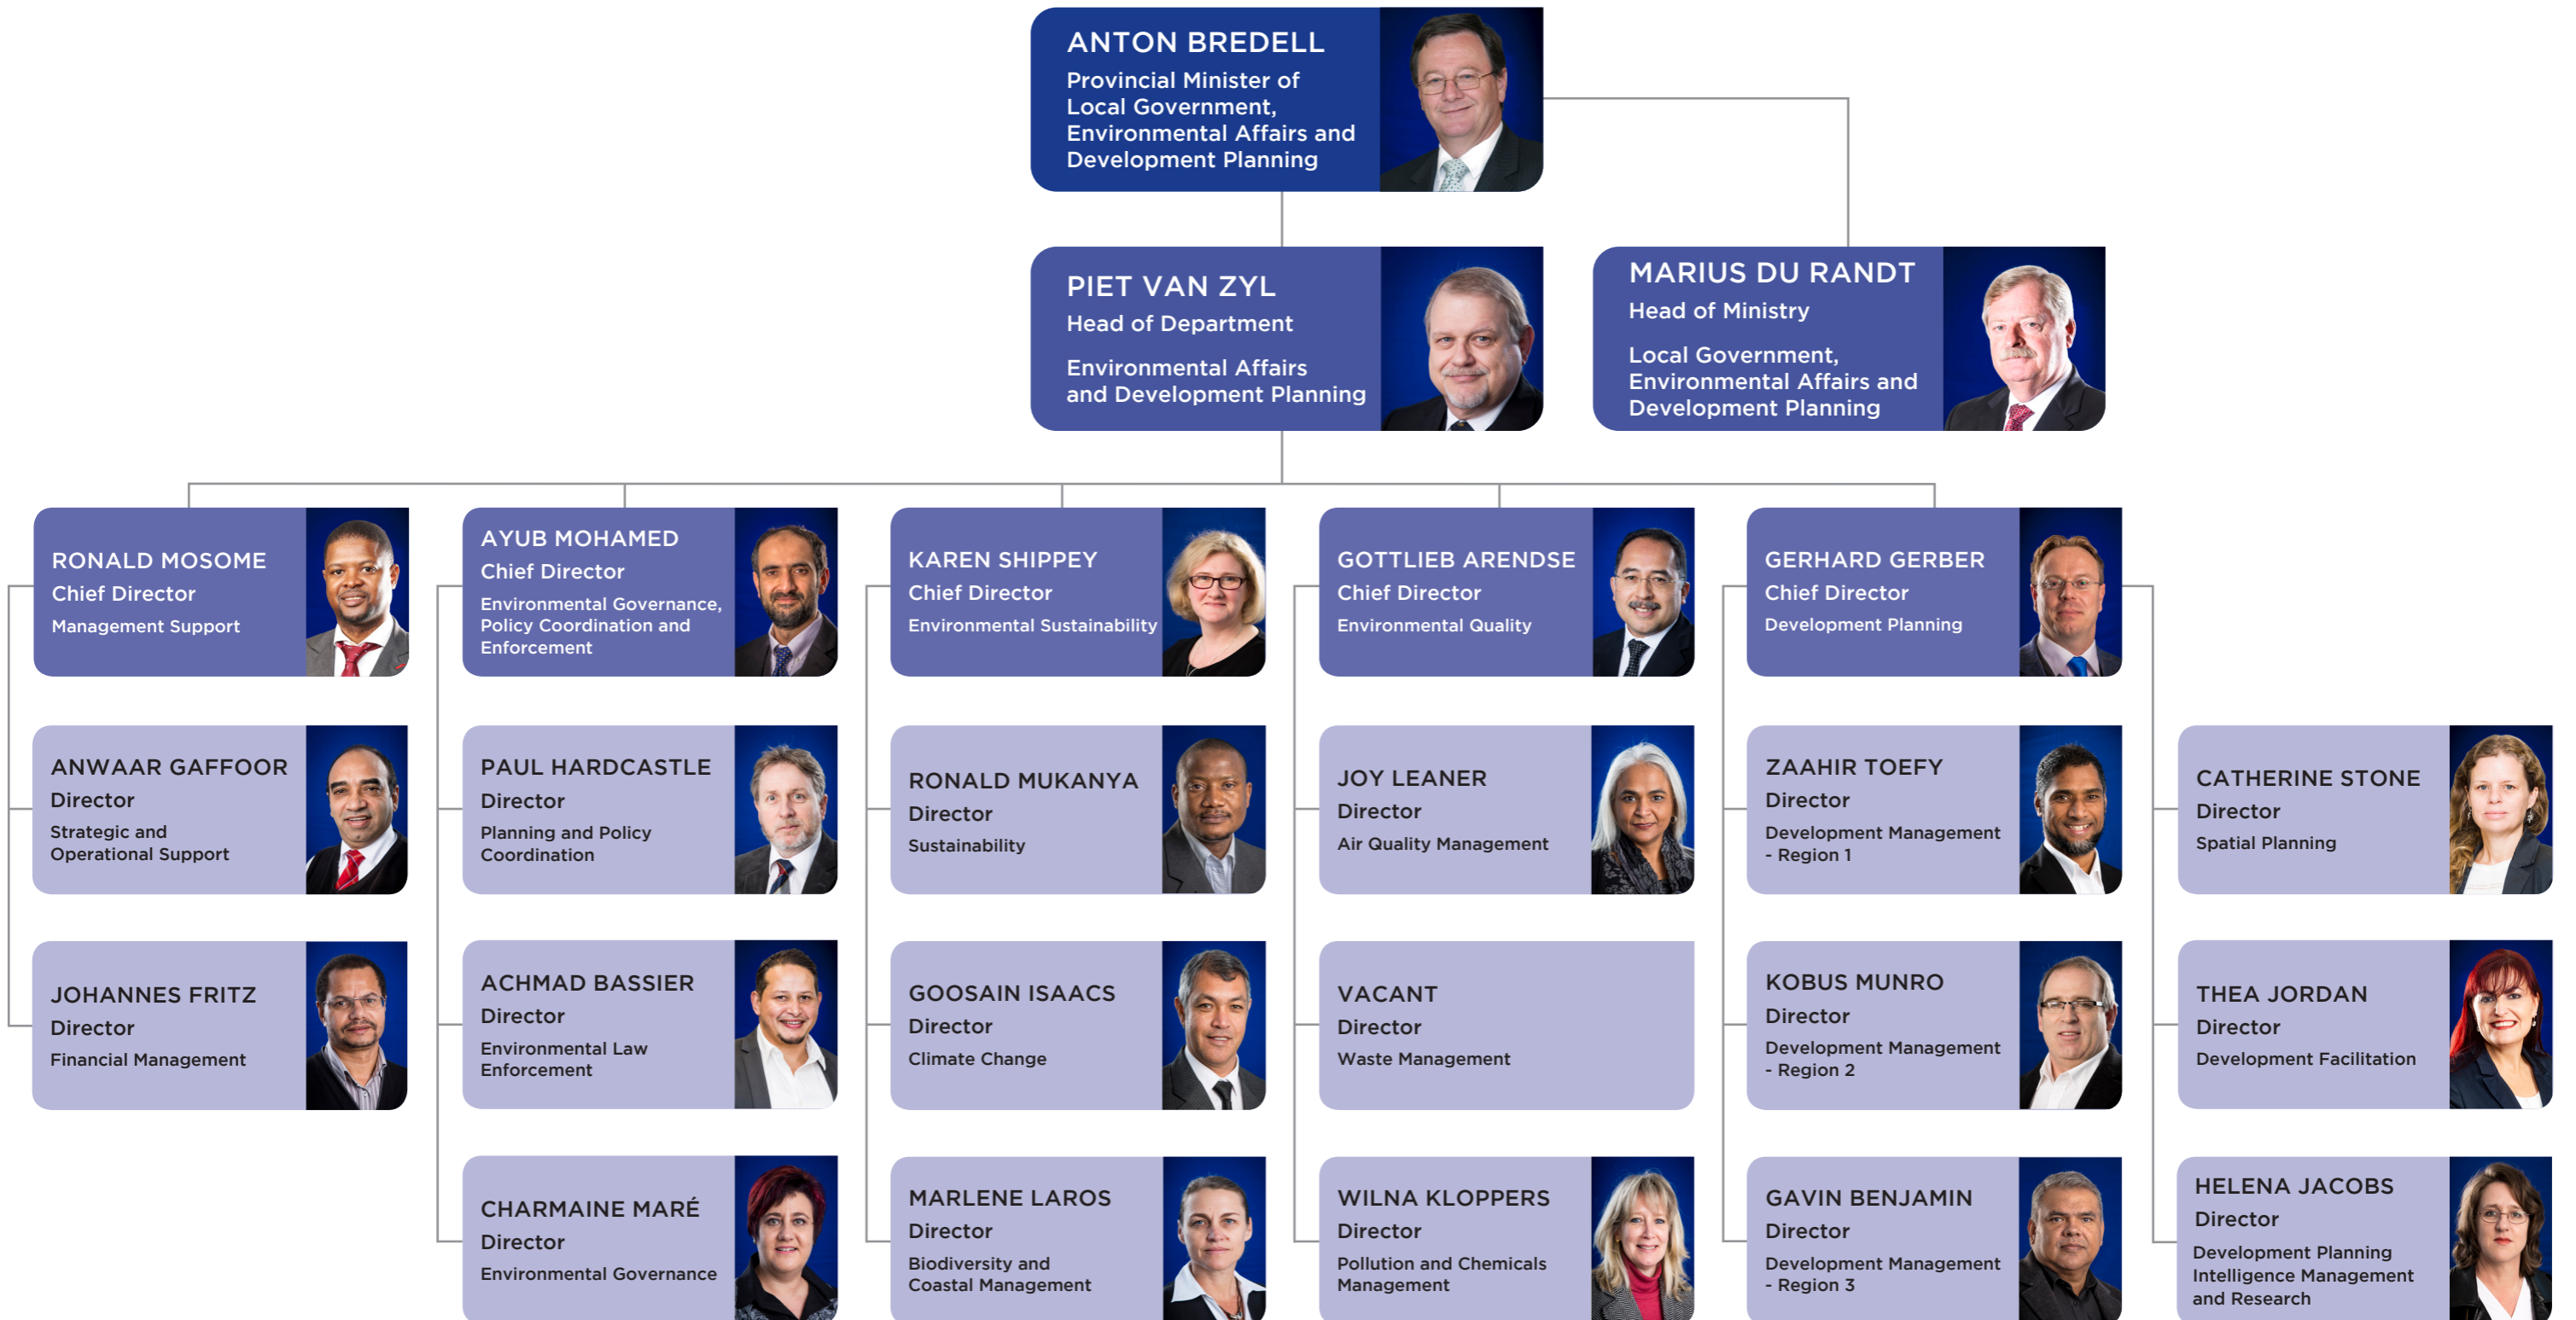 ANTON BREDELL
Provincial Minister of
Local Government,
Environmental Affairs and
Development Planning
PIET VAN ZYL
Head of Department
Environmental Affairs
and Development Planning
MARIUS DU RANDT
Head of Ministry
Local Government,
Environmental Affairs and
Development Planning
RONALD MOSOME
Chief Director
Management Support
AYUB MOHAMED
Chief Director
Environmental Governance,
Policy Coordination and
Enforcement
KAREN SHIPPEY
Chief Director
Environmental Sustainability
GOTTLIEB ARENDSE
Chief Director
Environmental Quality
GERHARD GERBER
Chief Director
Development Planning
ANWAAR GAFFOOR
Director
Strategic and
Operational Support
PAUL HARDCASTLE
Director
Planning and Policy
Coordination
RONALD MUKANYA
Director
Sustainability
JOY LEANER
Director
Air Quality Management
ZAAHIR TOEFY
Director
Development Management
- Region 1
CATHERINE STONE
Director
Spatial Planning
JOHANNES FRITZ
Director
Financial Management
ACHMAD BASSIER
Director
Environmental Law
Enforcement
GOOSAIN ISAACS
Director
Climate Change
VACANT
Director
Waste Management
KOBUS MUNRO
Director
Development Management
- Region 2
THEA JORDAN
Director
Development Facilitation
CHARMAINE MARÉ
Director
Environmental Governance
MARLENE LAROS
Director
Biodiversity and
Coastal Management
WILNA KLOPPERS
Director
Pollution and Chemicals
Management
GAVIN BENJAMIN
Director
Development Management
- Region 3
HELENA JACOBS
Director
Development Planning
Intelligence Management
and Research